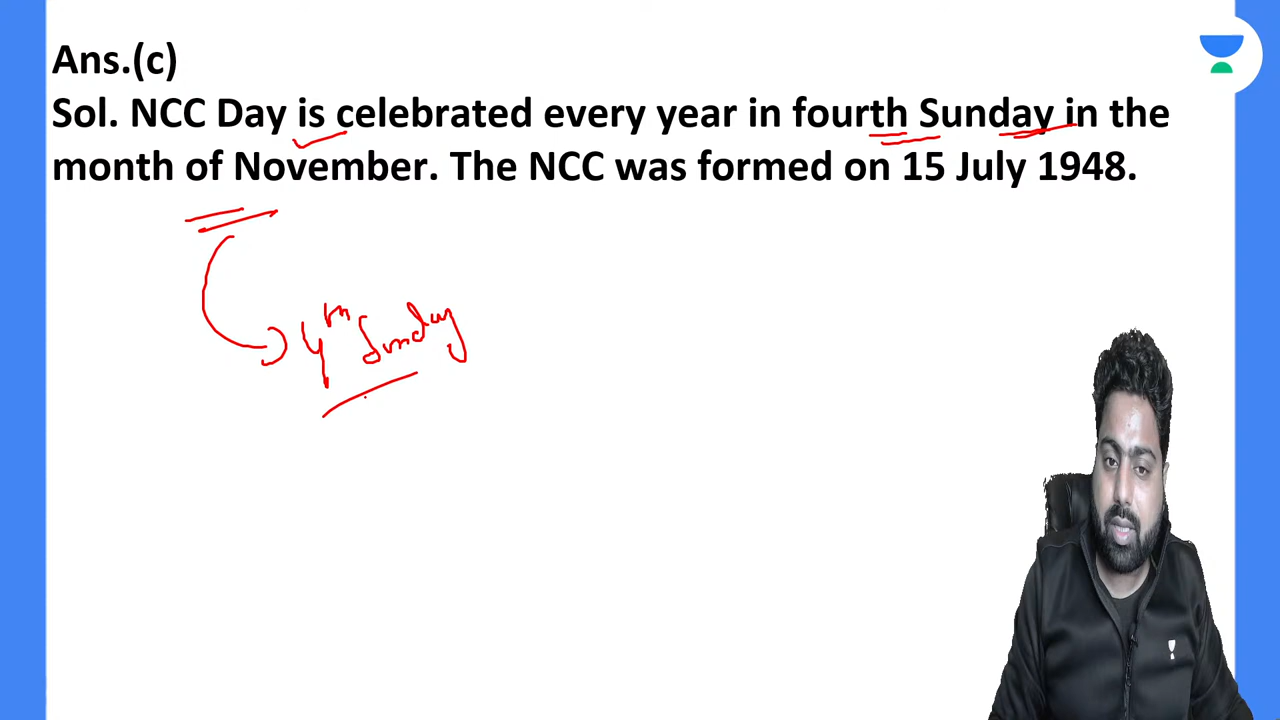 Ans.(c)
Sol. NCC Day is celebrated every year in fourth Sunday in the
month of November. The NCC was formed on 15 July 1948.
4th Sunday